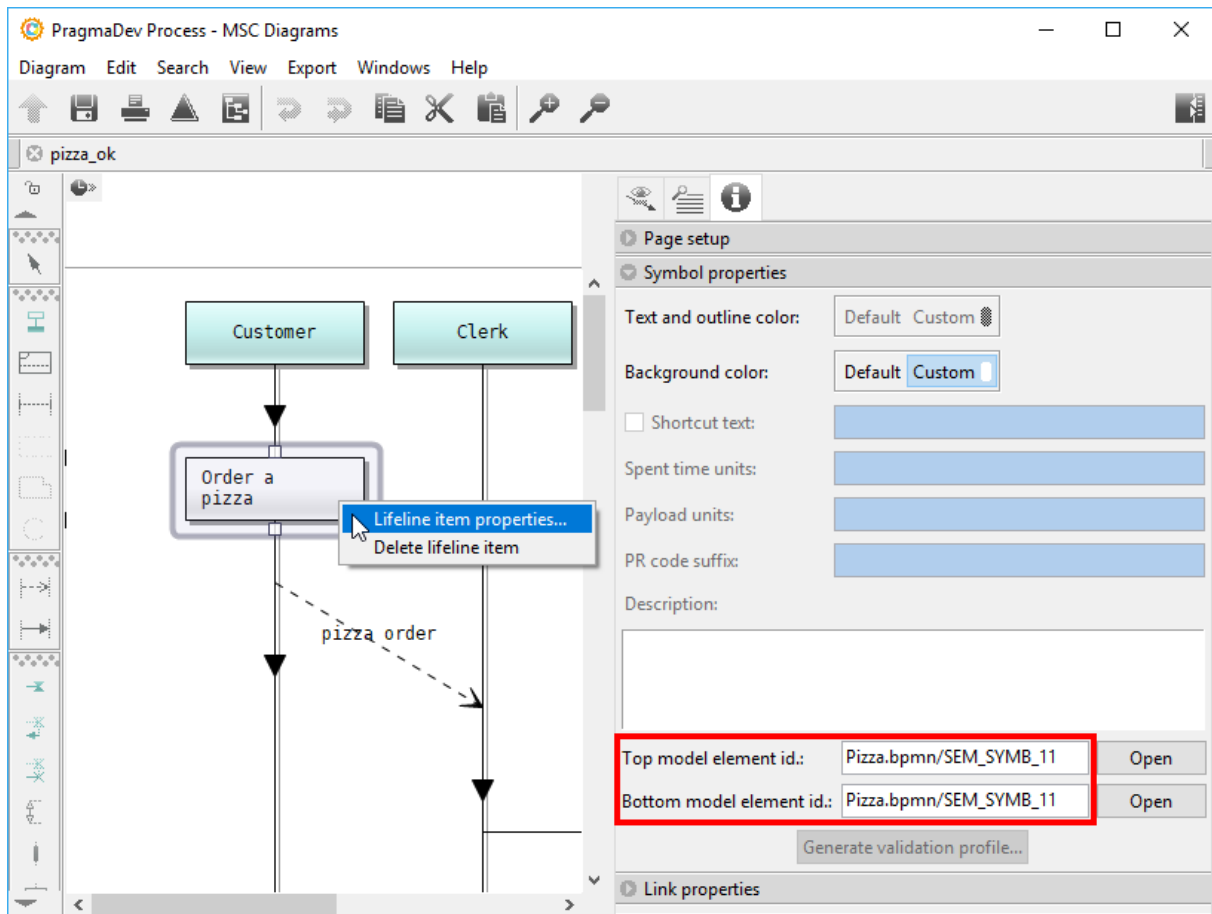 PragmaDev Process - MSC Diagrams
Diagram Edit Search View Export Windows Help
pizza_ok
Page setup
Symbol properties
Text and outline color: Default Custom
Background color: Default Custom
Shortcut text:
Spent time units:
Payload units:
PR code suffix:
Description:
Top model element id.: Pizza.bpmn/SEM_SYMB_11 Open
Bottom model element id.: Pizza.bpmn/SEM_SYMB_11 Open
Generate validation profile...
Link properties
Customer
Clerk
Order a
pizza
Lifeline item properties...
Delete lifeline item
pizza order